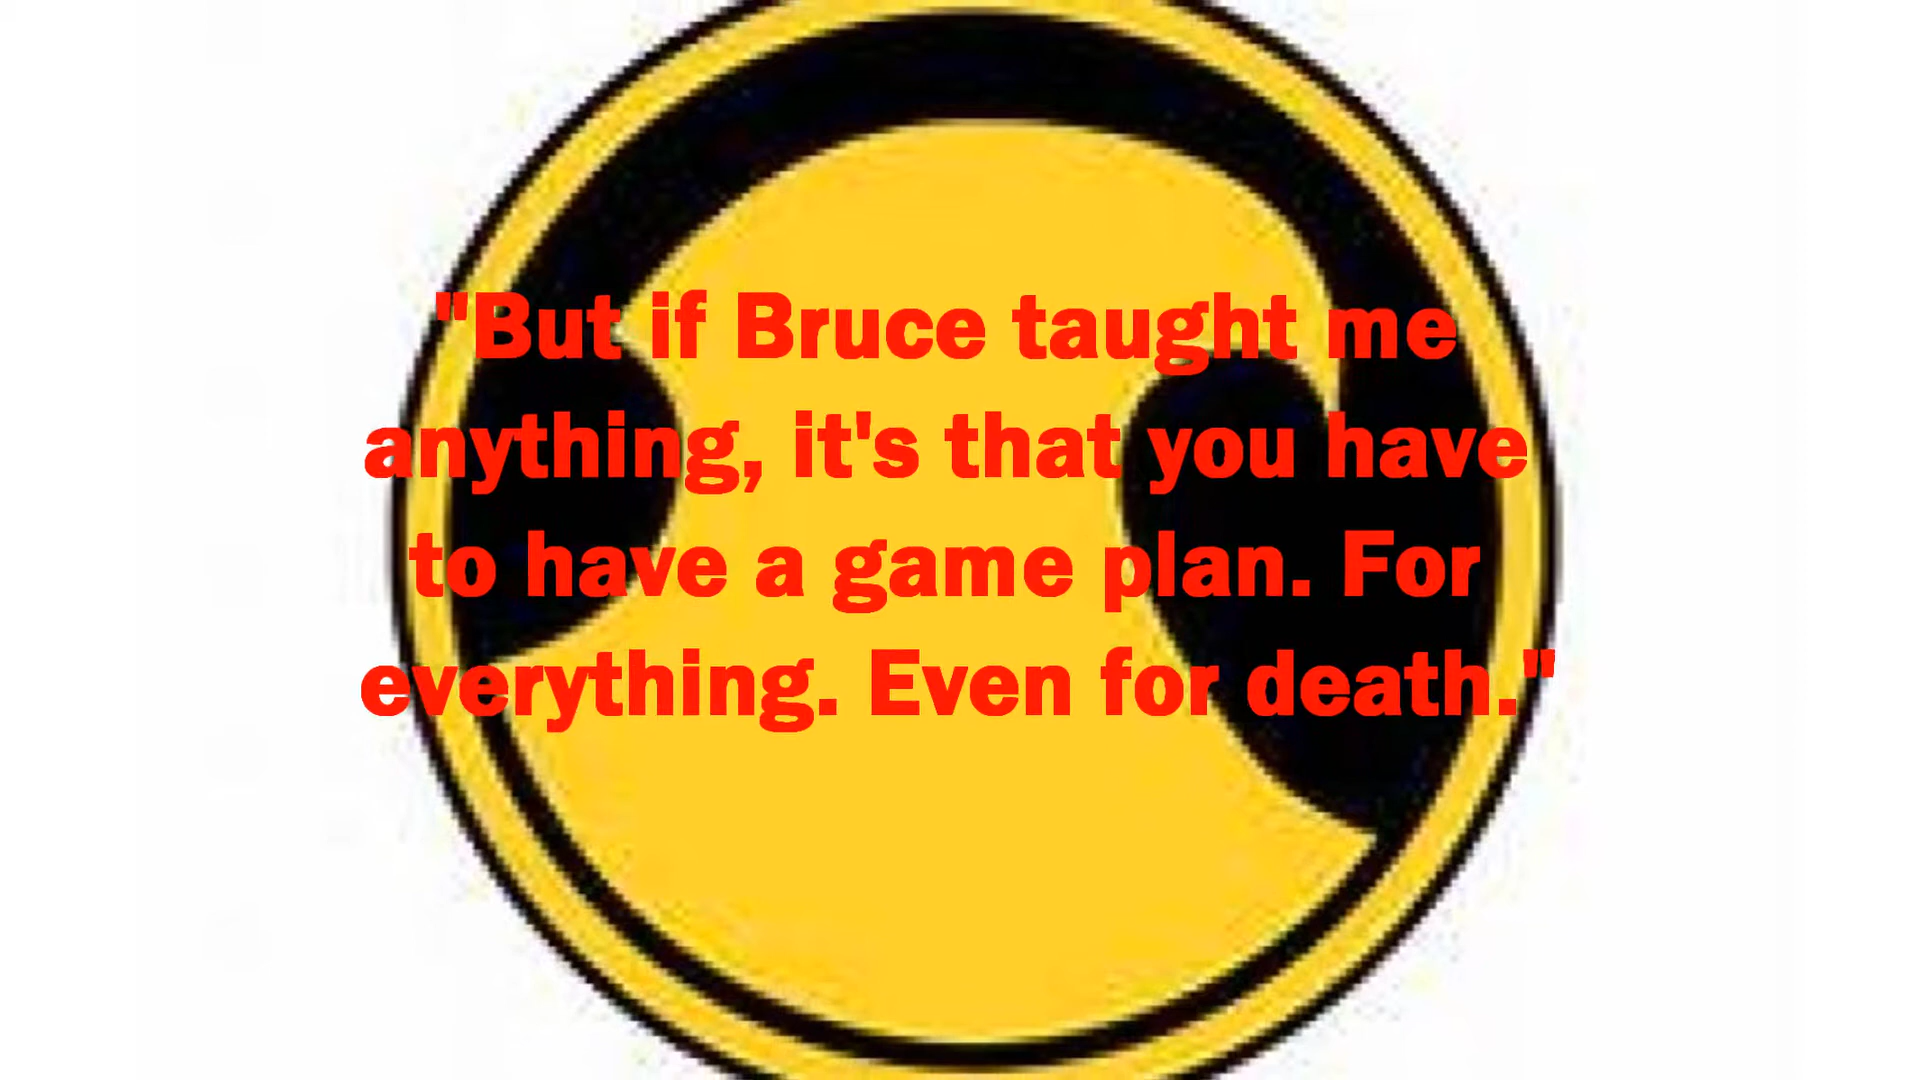 "But if Bruce taught me
anything, it's that you have
to have a game plan. For
everything. Even for death."